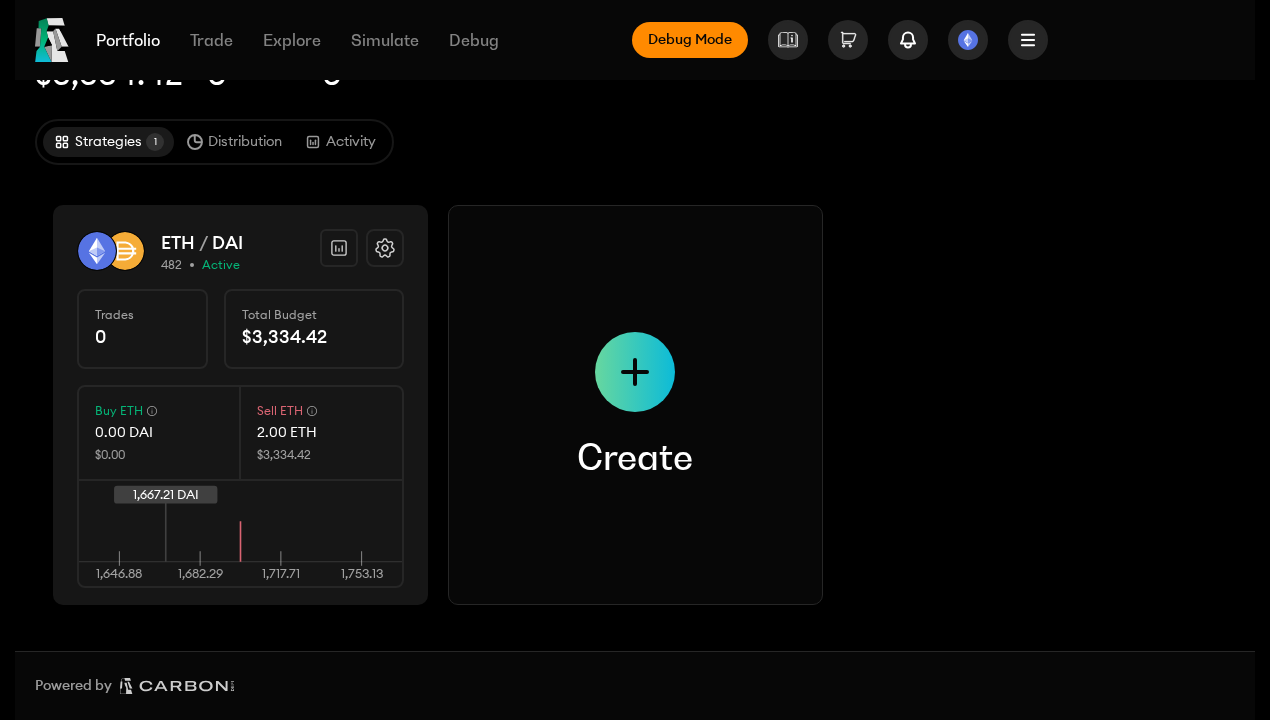 Portfolio
Trade
Explore
Simulate
Debug
Debug Mode
Strategies
1
Distribution
Activity
ETH / DAI
482 • Active
Trades
0
Total Budget
$3,334.42
Buy ETH
0.00 DAI
$0.00
Sell ETH
2.00 ETH
$3,334.42
1,667.21 DAI
1,646.88
1,682.29
1,717.71
1,753.13
Create
Powered by
CARBON